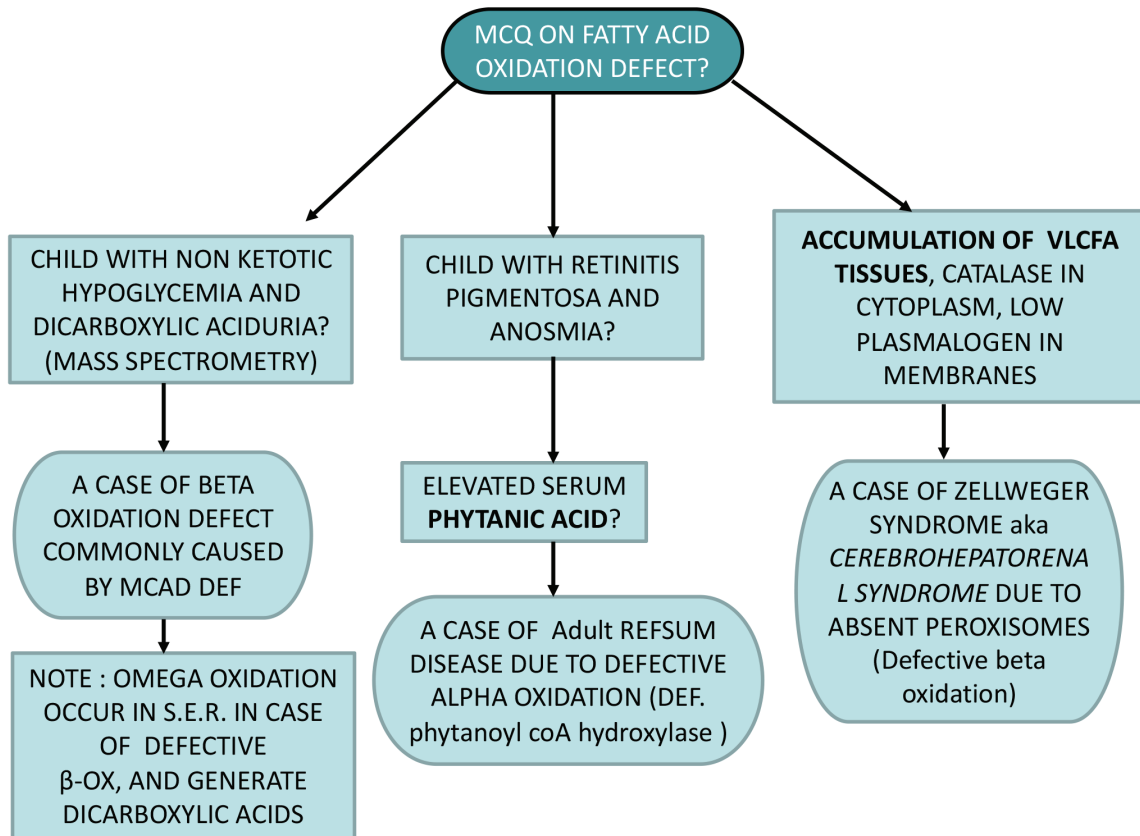 MCQ ON FATTY ACID
OXIDATION DEFECT?
CHILD WITH NON KETOTIC
HYPOGLYCEMIA AND
DICARBOXYLIC ACIDURIA?
(MASS SPECTROMETRY)
A CASE OF BETA
OXIDATION DEFECT
COMMONLY CAUSED
BY MCAD DEF
NOTE : OMEGA OXIDATION
OCCUR IN S.E.R. IN CASE
OF DEFECTIVE
β-OX, AND GENERATE
DICARBOXYLIC ACIDS
CHILD WITH RETINITIS
PIGMENTOSA AND
ANOSMIA?
ELEVATED SERUM
PHYTANIC ACID?
A CASE OF Adult REFSUM
DISEASE DUE TO DEFECTIVE
ALPHA OXIDATION (DEF.
phytanoyl coA hydroxylase )
ACCUMULATION OF VLCFA
TISSUES, CATALASE IN
CYTOPLASM, LOW
PLASMALOGEN IN
MEMBRANES
A CASE OF ZELLWEGER
SYNDROME aka
CEREBROHEPATORENA
L SYNDROME DUE TO
ABSENT PEROXISOMES
(Defective beta
oxidation)